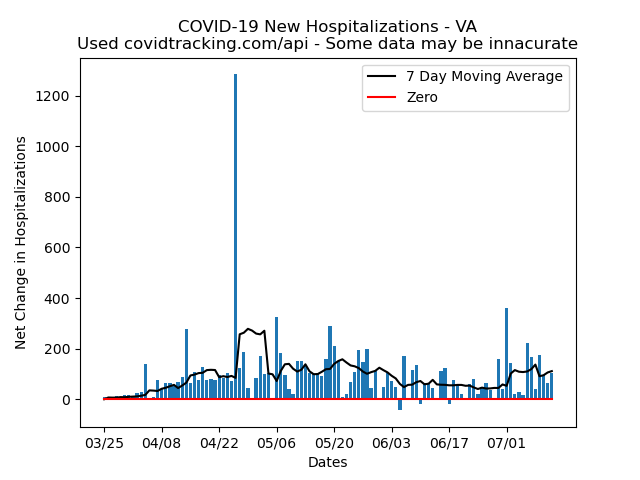 COVID-19 New Hospitalizations - VA
Used covidtracking.com/api - Some data may be innacurate
7 Day Moving Average
Zero
Net Change in Hospitalizations
1200
1000
800
600
400
200
0
03/25 04/08 04/22 05/06 05/20 06/03 06/17 07/01
Dates